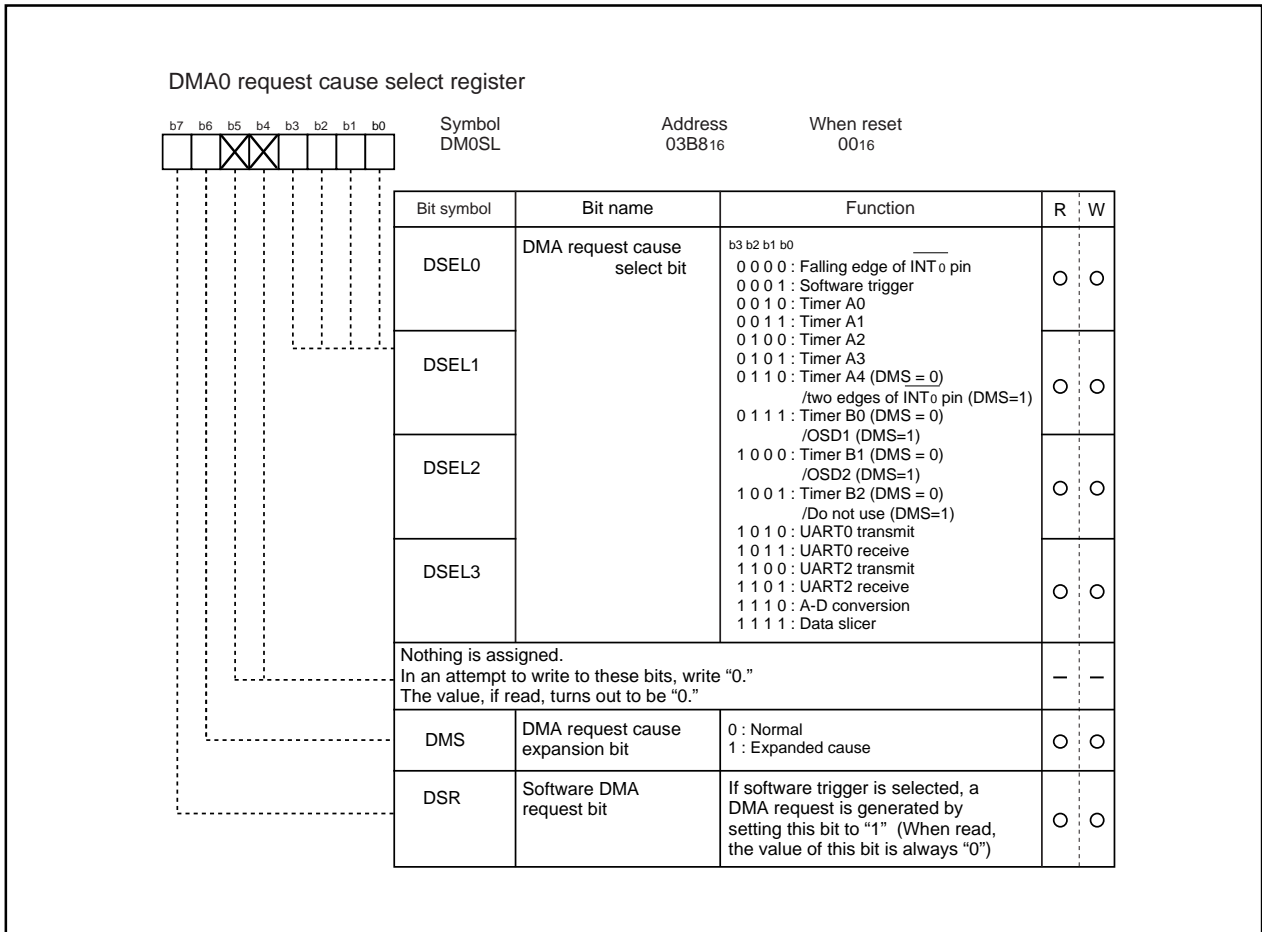 DMA0 request cause select register
b7 b6 b5 b4 b3 b2 b1 b0
Symbol Address When reset
DM0SL 03B816 0016
Bit symbol Bit name Function R W
DSEL0
DSEL1
DSEL2
DSEL3
DMA request cause
select bit
b3 b2 b1 b0
0 0 0 0 : Falling edge of INT0 pin
0 0 0 1 : Software trigger
0 0 1 0 : Timer A0
0 0 1 1 : Timer A1
0 1 0 0 : Timer A2
0 1 0 1 : Timer A3
0 1 1 0 : Timer A4 (DMS = 0)
/two edges of INT0 pin (DMS=1)
0 1 1 1 : Timer B0 (DMS = 0)
/OSD1 (DMS=1)
1 0 0 0 : Timer B1 (DMS = 0)
/OSD2 (DMS=1)
1 0 0 1 : Timer B2 (DMS = 0)
/Do not use (DMS=1)
1 0 1 0 : UART0 transmit
1 0 1 1 : UART0 receive
1 1 0 0 : UART2 transmit
1 1 0 1 : UART2 receive
1 1 1 0 : A-D conversion
1 1 1 1 : Data slicer
Nothing is assigned.
In an attempt to write to these bits, write “0.”
The value, if read, turns out to be “0.”
– –
DMS
DMA request cause
expansion bit
0 : Normal
1 : Expanded cause
DSR
Software DMA
request bit
If software trigger is selected, a
DMA request is generated by
setting this bit to “1” (When read,
the value of this bit is always “0”)